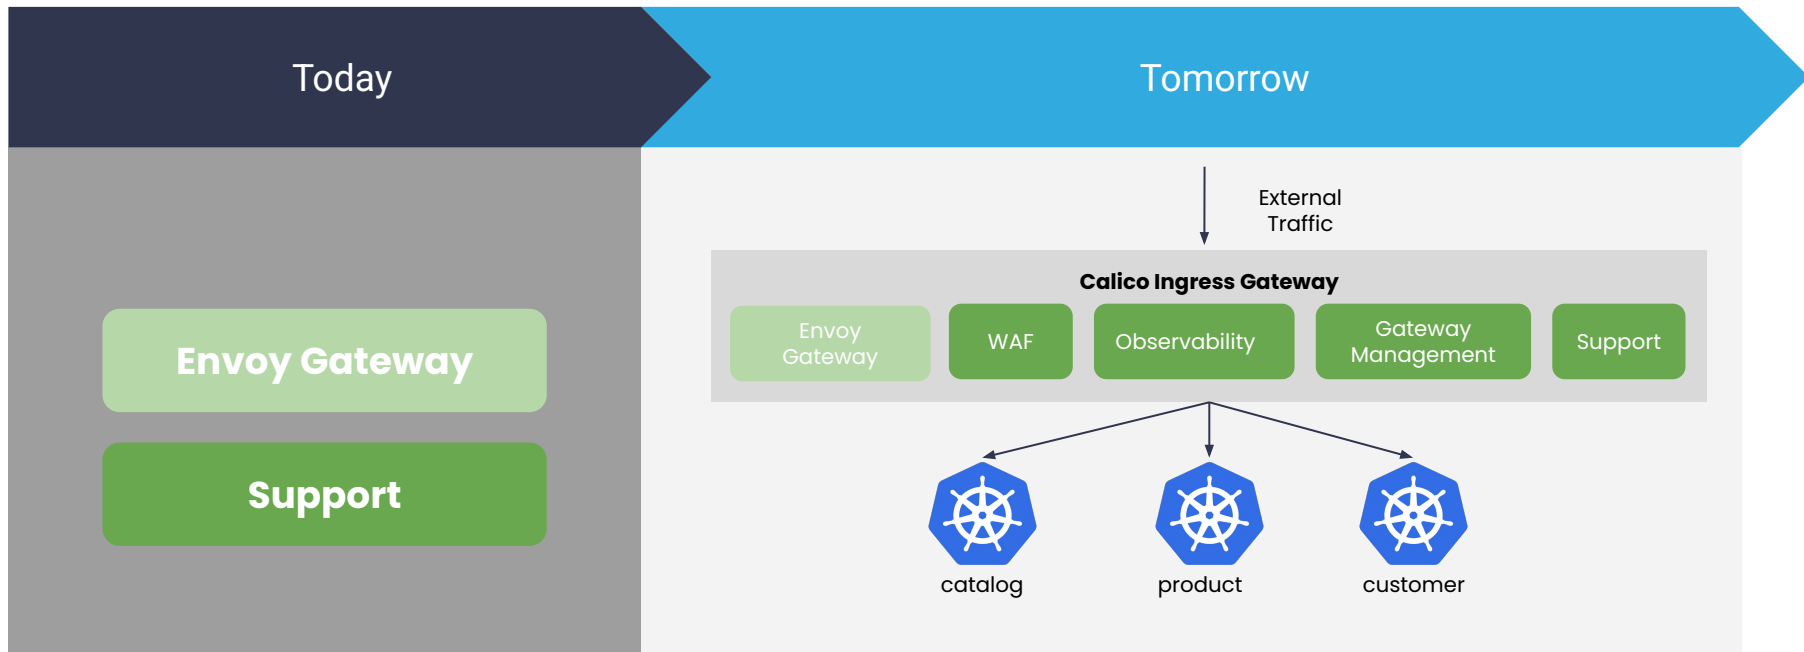 Today
Tomorrow
Envoy Gateway
Support
External
Traffic
Calico Ingress Gateway
Envoy
Gateway
WAF
Observability
Gateway
Management
Support
catalog
product
customer